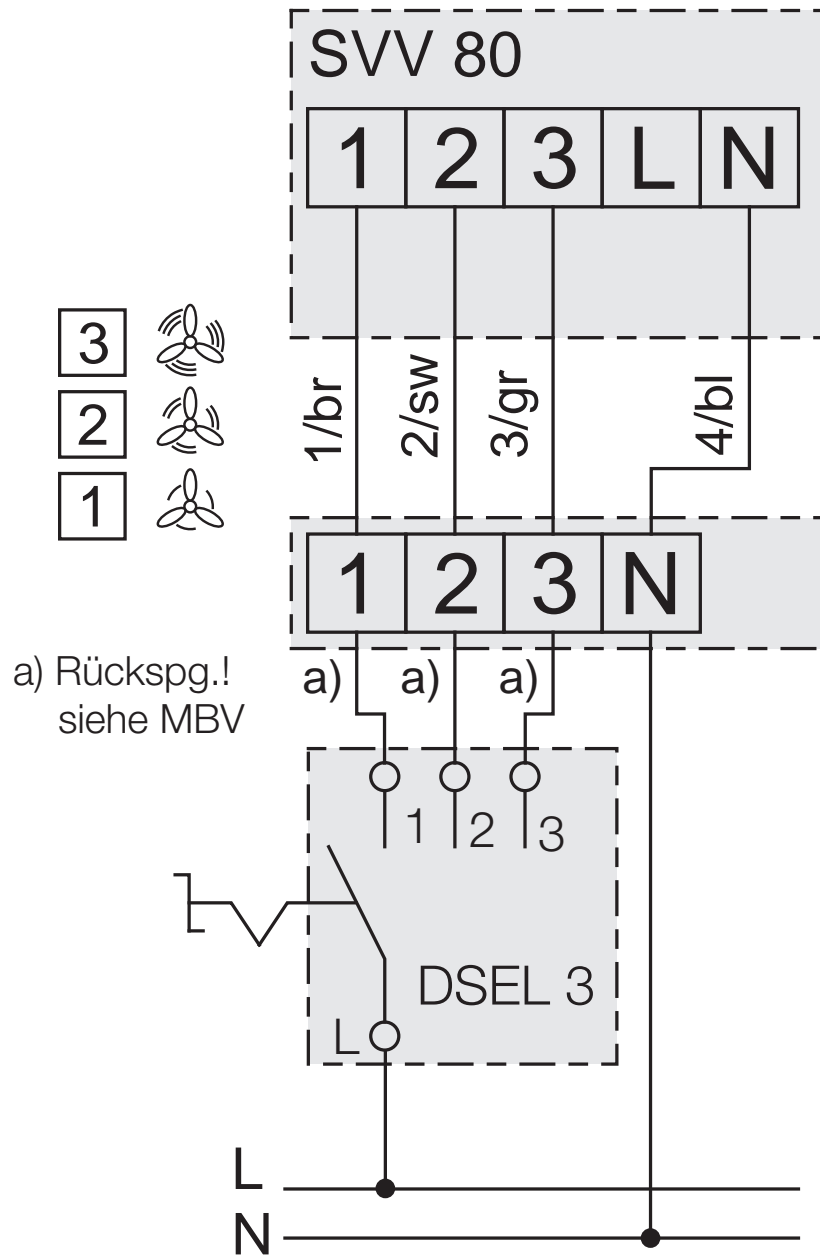 SVV 80
1 2 3 L N
3
2
1
1/br 2/sw 3/gr 4/bl
1 2 3 N
a) Rückspg.!
siehe MBV
a) a) a)
1 2 3
DSEL 3
L
L
N